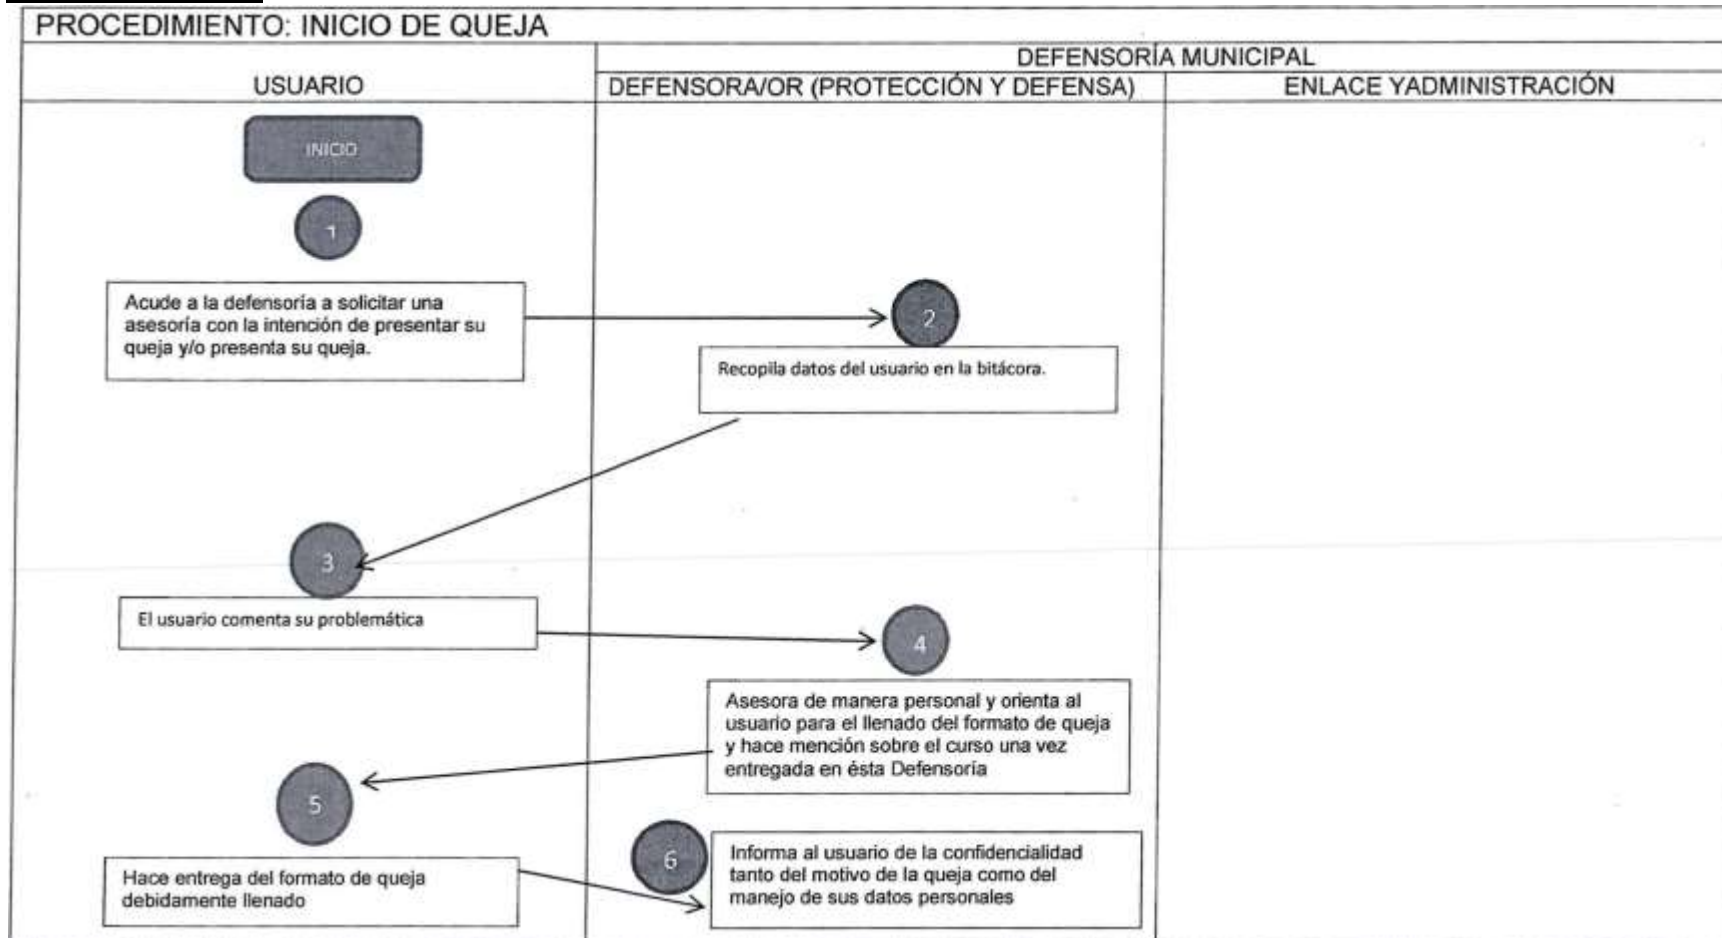 PROCEDIMIENTO: INICIO DE QUEJA
DEFENSORÍA MUNICIPAL
USUARIO
DEFENSORA/OR (PROTECCIÓN Y DEFENSA)
ENLACE YADMINISTRACIÓN
INICIO
1
Acude a la defensoría a solicitar una
asesoría con la intención de presentar su
queja y/o presenta su queja.
2
Recopila datos del usuario en la bitácora.
3
El usuario comenta su problemática
4
Asesora de manera personal y orienta al
usuario para el llenado del formato de queja
y hace mención sobre el curso una vez
entregada en ésta Defensoría
5
Hace entrega del formato de queja
debidamente llenado
6
Informa al usuario de la confidencialidad
tanto del motivo de la queja como del
manejo de sus datos personales